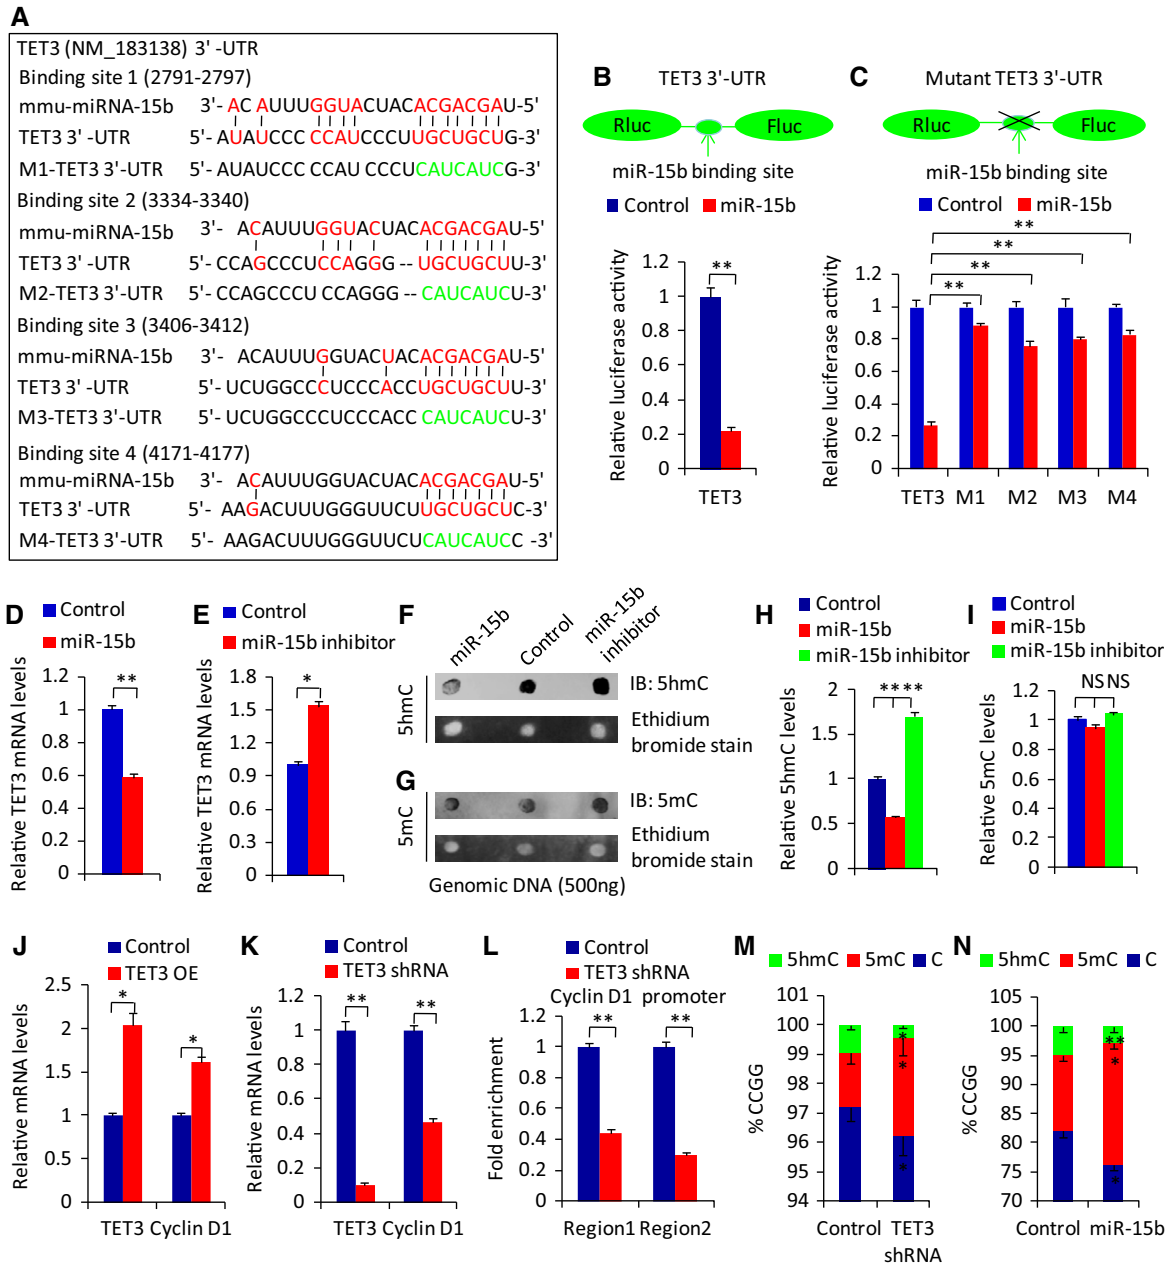 A
TET3 (NM_183138) 3' -UTR
Binding site 1 (2791-2797)
mmu-miRNA-15b 3'- ACAUUUGGUACUACACGACGAU-5'
TET3 3' -UTR 5'- AUAUCCC CCAUCCCUUGCUGCUG-3'
M1-TET3 3'-UTR 5'- AUAUCCCC CCAU CCCUCAUCAUCG-3'
Binding site 2 (3334-3340)
mmu-miRNA-15b 3'- ACAUUUGGUACUACACGACGAU-5'
TET3 3' -UTR 5'- CCAGCCCUCCAGGG -- UGCUGCUU-3'
M2-TET3 3'-UTR 5'- CCAGCCCU CCAGGG -- CAUCAUCU-3'
Binding site 3 (3406-3412)
mmu-miRNA-15b 3'- ACAUUUGGUACUACACGACGAU-5'
TET3 3' -UTR 5'- UCUGGCCCUCCCACCUGCUGCUU-3'
M3-TET3 3'-UTR 5'- UCUGGCCCUCCCACC CAUCAUCU-3'
Binding site 4 (4171-4177)
mmu-miRNA-15b 3'- ACAUUUGGUACUACACGACGAU-5'
TET3 3' -UTR 5'- AAGACUUUGGGUUCUUGCUGCUC-3'
M4-TET3 3'-UTR 5'- AAGACUUUGGGUUCUCAUCAUCC -3'
B
TET3 3'-UTR
Rluc Fluc
miR-15b binding site
Control miR-15b
Relative luciferase activity
1.2
1
0.8
0.6
0.4
0.2
0
**
TET3
C
Mutant TET3 3'-UTR
Rluc Fluc
miR-15b binding site
Control miR-15b
Relative luciferase activity
1.2
1
0.8
0.6
0.4
0.2
0
**
**
**
**
TET3 M1 M2 M3 M4
D
Control
miR-15b
Relative TET3 mRNA levels
1.2
1
0.8
0.6
0.4
0.2
0
**
E
Control
miR-15b inhibitor
Relative TET3 mRNA levels
1.8
1.5
1.2
0.9
0.6
0.3
0
*
F
miR-15b
Control
miR-15b
inhibitor
5hmC
IB: 5hmC
Ethidium
bromide stain
G
5mC
IB: 5mC
Ethidium
bromide stain
Genomic DNA (500ng)
H
Control
miR-15b
miR-15b inhibitor
Relative 5hmC levels
2
1.5
1
0.5
0
** **
I
Control
miR-15b
miR-15b inhibitor
Relative 5mC levels
1.2
1
0.8
0.6
0.4
0.2
0
NS NS
J
Control
TET3 OE
Relative mRNA levels
2.5
2
1.5
1
0.5
0
*
*
TET3 Cyclin D1
K
Control
TET3 shRNA
Relative mRNA levels
1.2
1
0.8
0.6
0.4
0.2
0
**
**
TET3 Cyclin D1
L
Control
TET3 shRNA
Cyclin D1 promoter
Fold enrichment
1.2
1
0.8
0.6
0.4
0.2
0
**
**
Region1 Region2
M
5hmC 5mC C
% CCGG
101
100
99
98
97
96
95
94
*
*
*
Control TET3
shRNA
N
5hmC 5mC C
% CCGG
105
100
95
90
85
80
75
70
**
*
*
Control miR-15b